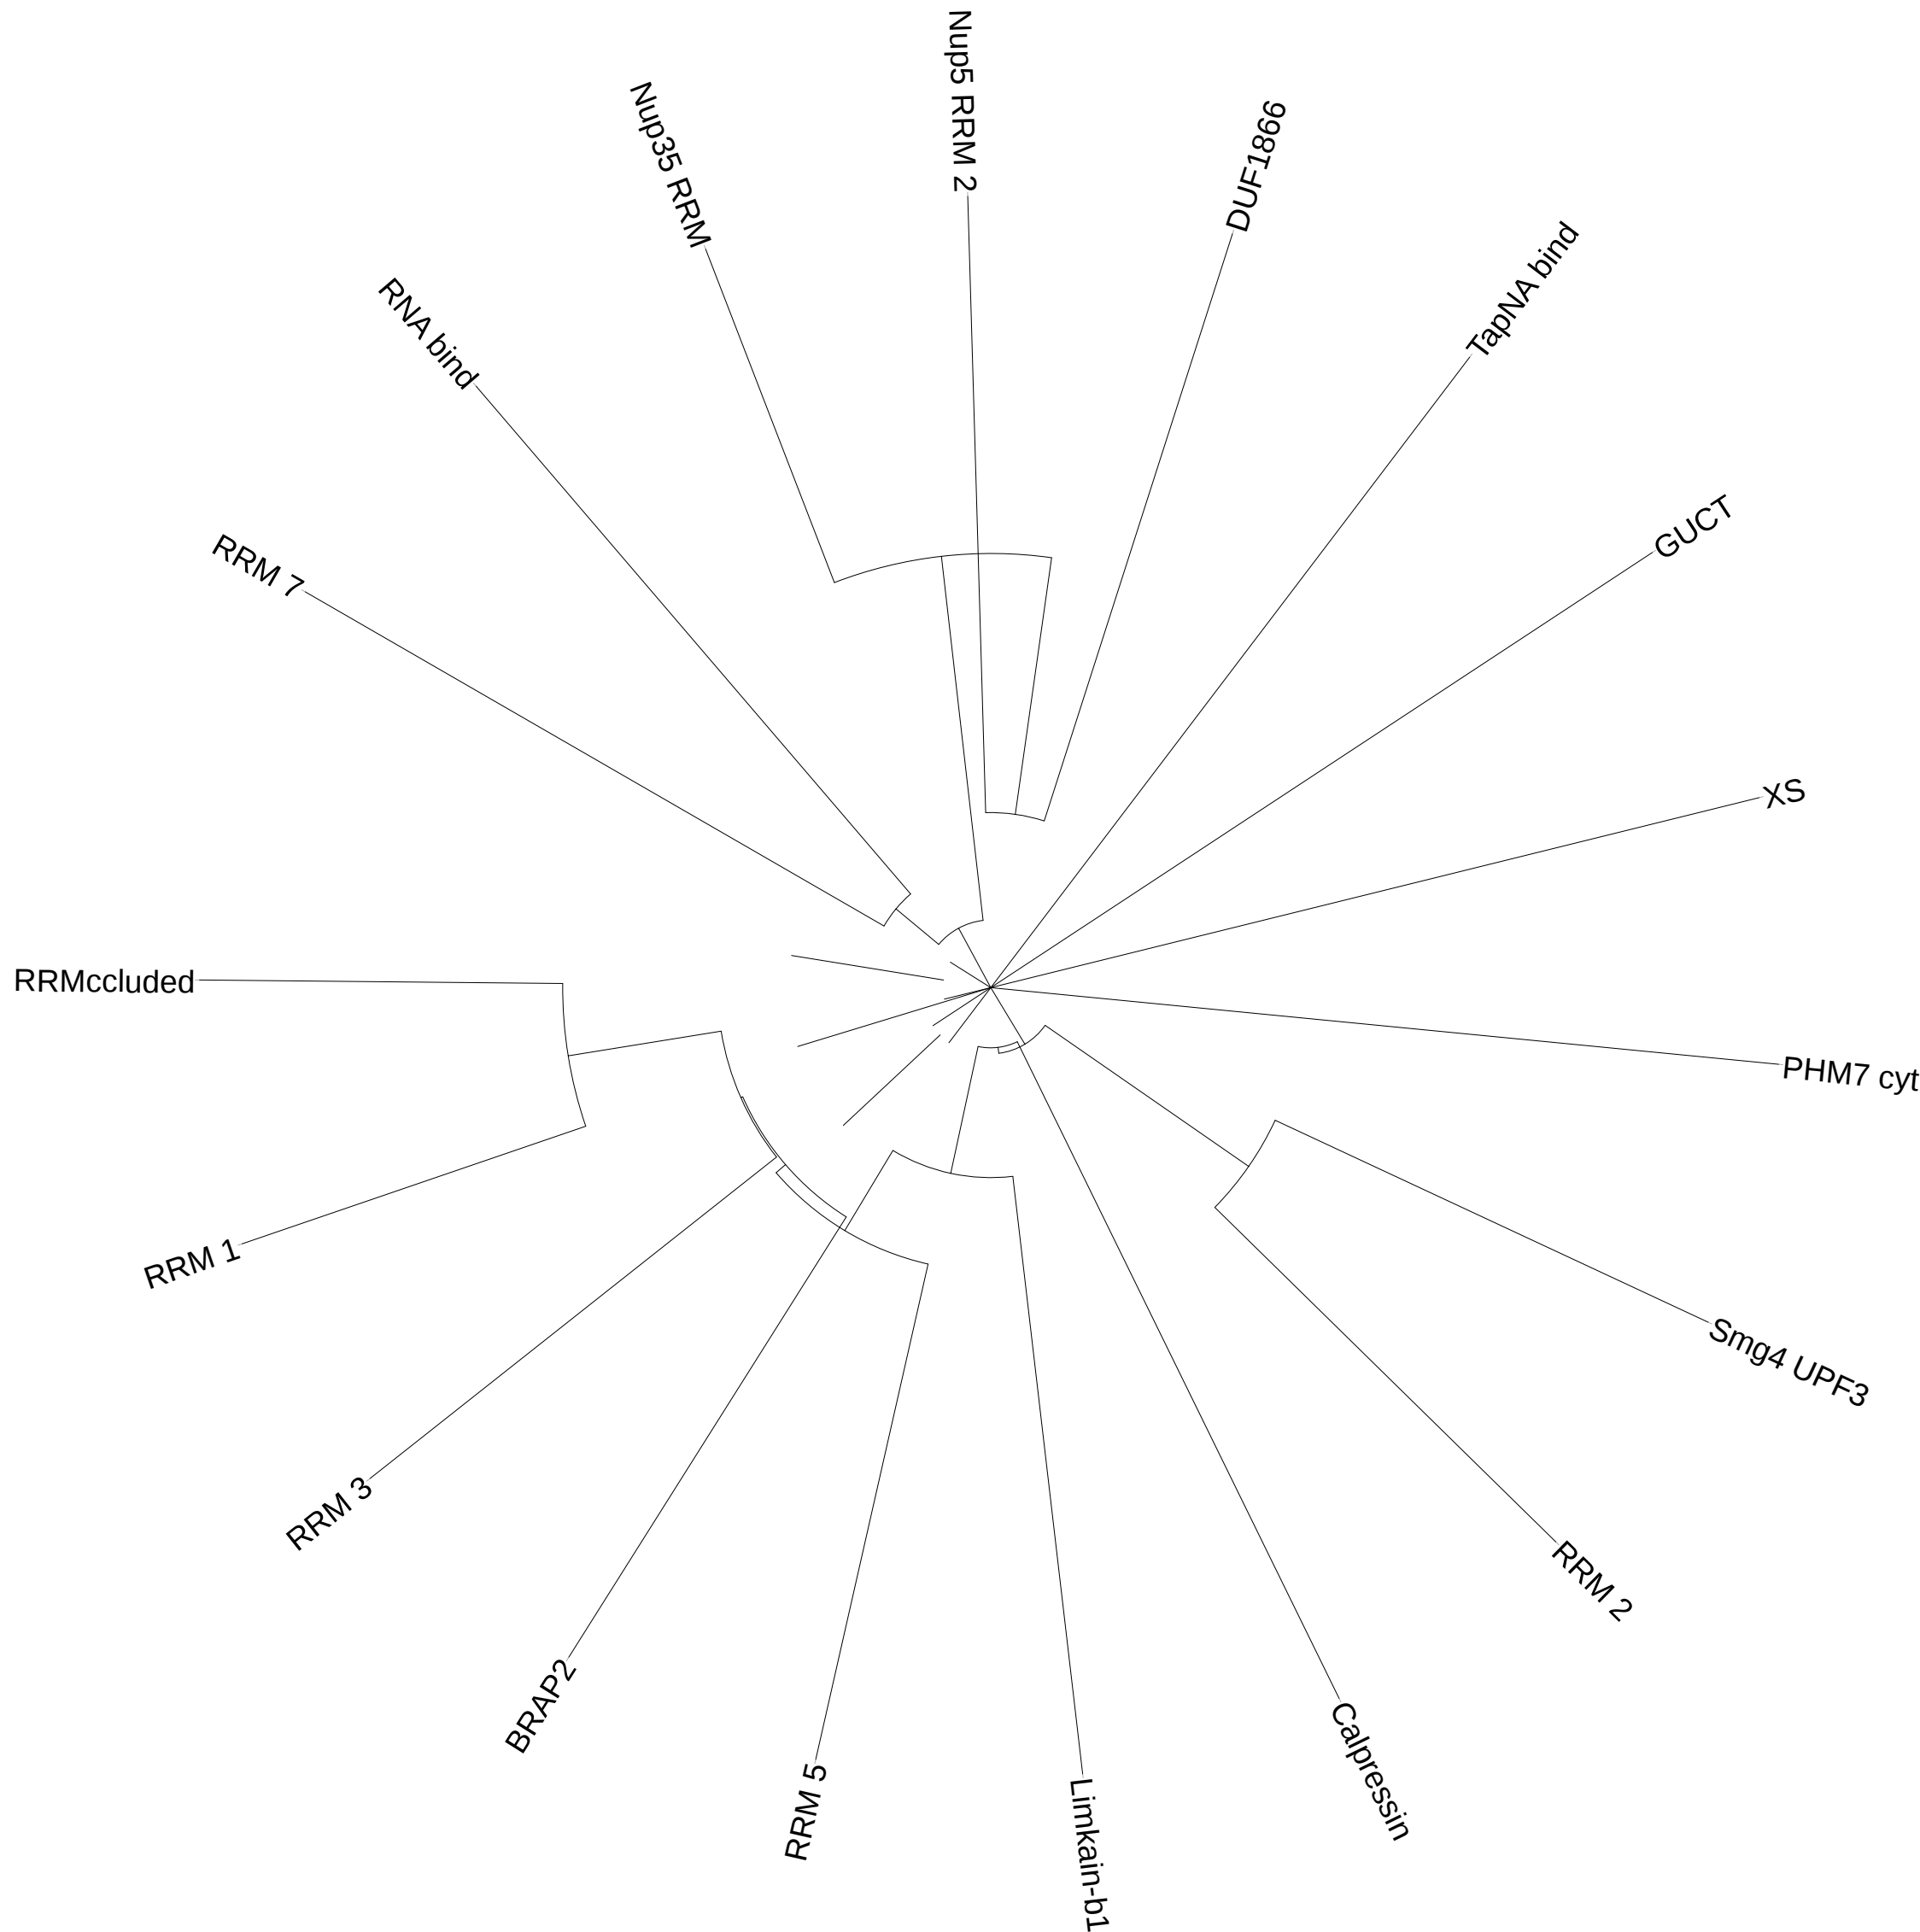 Nup5 RRM 2
DUF1866
TapNA bind
GUCT
XS
PHM7 cyt
Smg4 UPF3
RRM 2
Calpressin
Limkain-b1
RRM 5
BRAP2
RRM 3
RRM 1
RRMccluded
RRM 7
RNA bind
Nup35 RRM